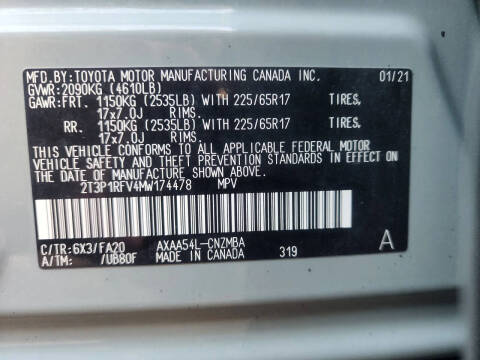 MFD.BY:TOYOTA MOTOR MANUFACTURING CANADA INC. 01/21
GVWR:2090KG (4610LB)
GAWR:FRT. 1150KG (2535LB) WITH 225/65R17 TIRES,
17x7.0J RIMS.
RR. 1150KG (2535LB) WITH 225/65R17 TIRES,
17x7.0J RIMS.
THIS VEHICLE CONFORMS TO ALL APPLICABLE FEDERAL MOTOR
VEHICLE SAFETY AND THEFT PREVENTION STANDARDS IN EFFECT ON
THE DATE OF MANUFACTURE SHOWN ABOVE.
2T3P1RFV4MW174478 MPV
C/TR:6X3/FA20 AXAA54L-CNZMBA A
A/TM: /UB80F MADE IN CANADA 319